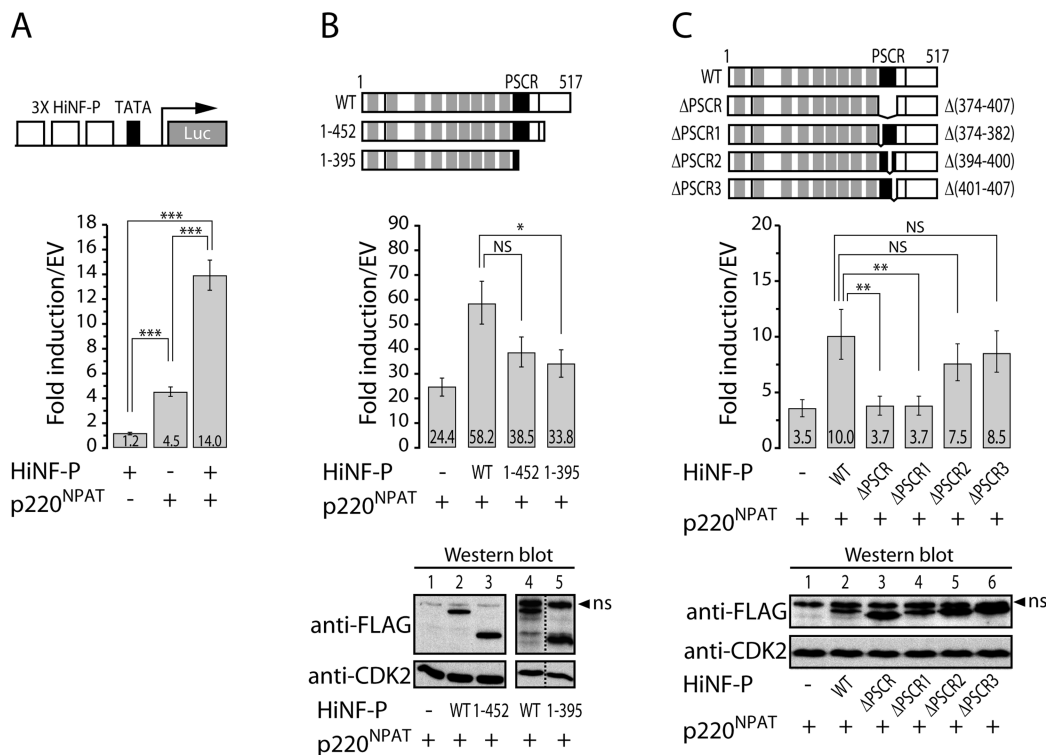 A
3X HiNF-P TATA
Luc
Fold induction/EV
18
16
14
12
10
8
6
4
2
0
***
***
***
1.2 4.5 14.0
HiNF-P + - +
p220NPAT - + +
B
1 PSCR 517
WT
1-452
1-395
Fold induction/EV
90
80
70
60
50
40
30
20
10
0
*
NS
24.4 58.2 38.5 33.8
HiNF-P - WT 1-452 1-395
p220NPAT + + + +
Western blot
1 2 3 4 5
ns
anti-FLAG
anti-CDK2
HiNF-P - WT 1-452 WT 1-395
p220NPAT + + + + +
C
1 PSCR 517
WT
ΔPSCR Δ(374-407)
ΔPSCR1 Δ(374-382)
ΔPSCR2 Δ(394-400)
ΔPSCR3 Δ(401-407)
Fold induction/EV
20
15
10
5
0
NS
NS
**
**
3.5 10.0 3.7 3.7 7.5 8.5
HiNF-P - WT ΔPSCR ΔPSCR1 ΔPSCR2 ΔPSCR3
p220NPAT + + + + + +
Western blot
1 2 3 4 5 6
ns
anti-FLAG
anti-CDK2
HiNF-P - WT ΔPSCR ΔPSCR1 ΔPSCR2 ΔPSCR3
p220NPAT + + + + + +